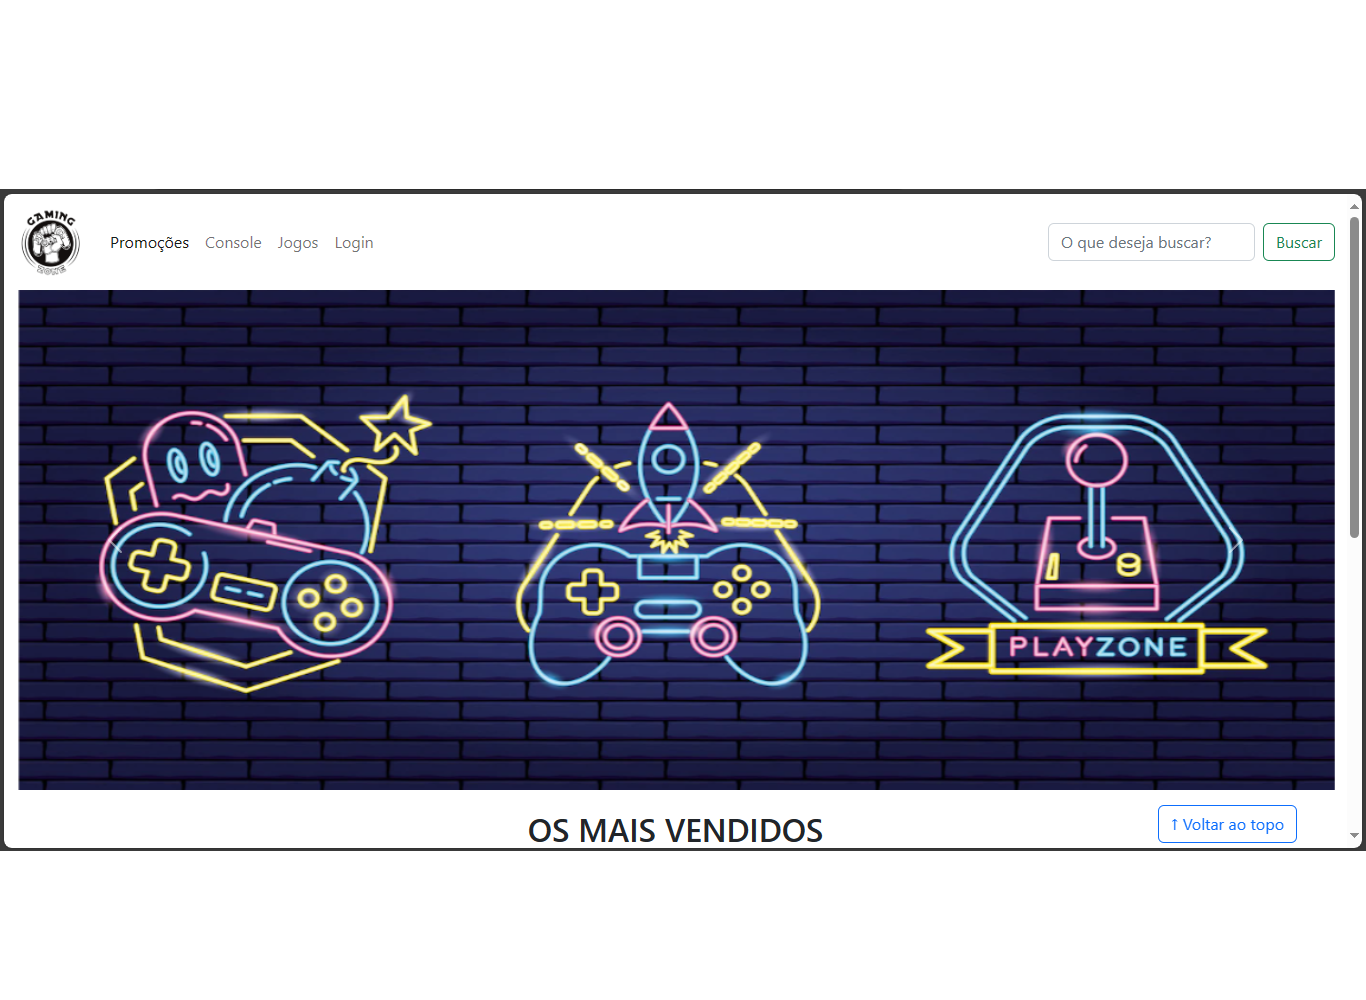 GAMING
ZONE
Promoções Console Jogos Login
O que deseja buscar? Buscar
PLAYZONE
OS MAIS VENDIDOS
↑ Voltar ao topo